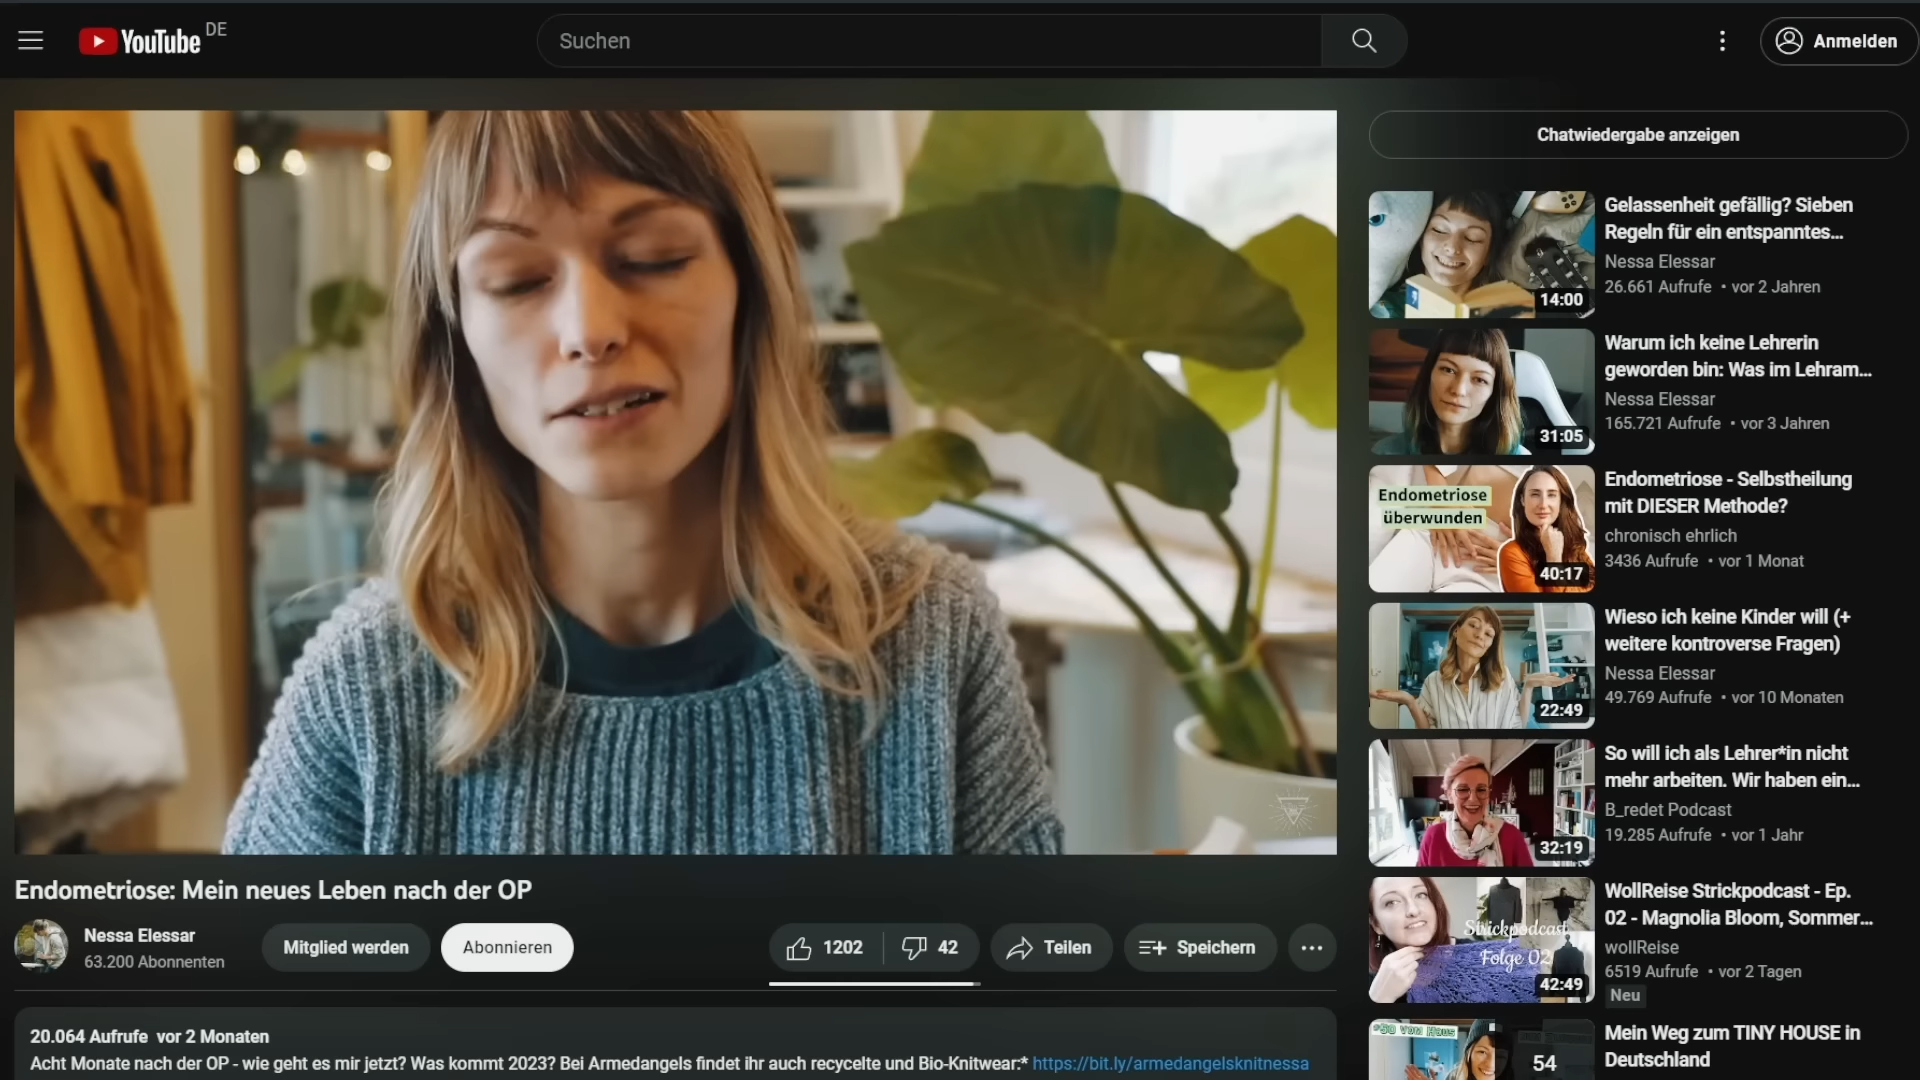 YouTube DE
Suchen
Anmelden
Chatwiedergabe anzeigen
14:00
Gelassenheit gefällig? Sieben
Regeln für ein entspanntes...
Nessa Elessar
26.661 Aufrufe • vor 2 Jahren
31:05
Warum ich keine Lehrerin
geworden bin: Was im Lehram...
Nessa Elessar
165.721 Aufrufe • vor 3 Jahren
Endometriose
überwunden
40:17
Endometriose - Selbstheilung
mit DIESER Methode?
chronisch ehrlich
3436 Aufrufe • vor 1 Monat
22:49
Wieso ich keine Kinder will (+
weitere kontroverse Fragen)
Nessa Elessar
49.769 Aufrufe • vor 10 Monaten
32:19
So will ich als Lehrer*in nicht
mehr arbeiten. Wir haben ein...
B_redet Podcast
19.285 Aufrufe • vor 1 Jahr
Strickpodcast
Folge 02
42:49
WollReise Strickpodcast - Ep.
02 - Magnolia Bloom, Sommer...
wollReise
6519 Aufrufe • vor 2 Tagen
Neu
54
Mein Weg zum TINY HOUSE in
Deutschland
Endometriose: Mein neues Leben nach der OP
Nessa Elessar
63.200 Abonnenten
Mitglied werden
Abonnieren
1202
42
Teilen
Speichern
20.064 Aufrufe vor 2 Monaten
Acht Monate nach der OP - wie geht es mir jetzt? Was kommt 2023? Bei Armedangels findet ihr auch recycelte und Bio-Knitwear:* https://bit.ly/armedangelsknitnessa